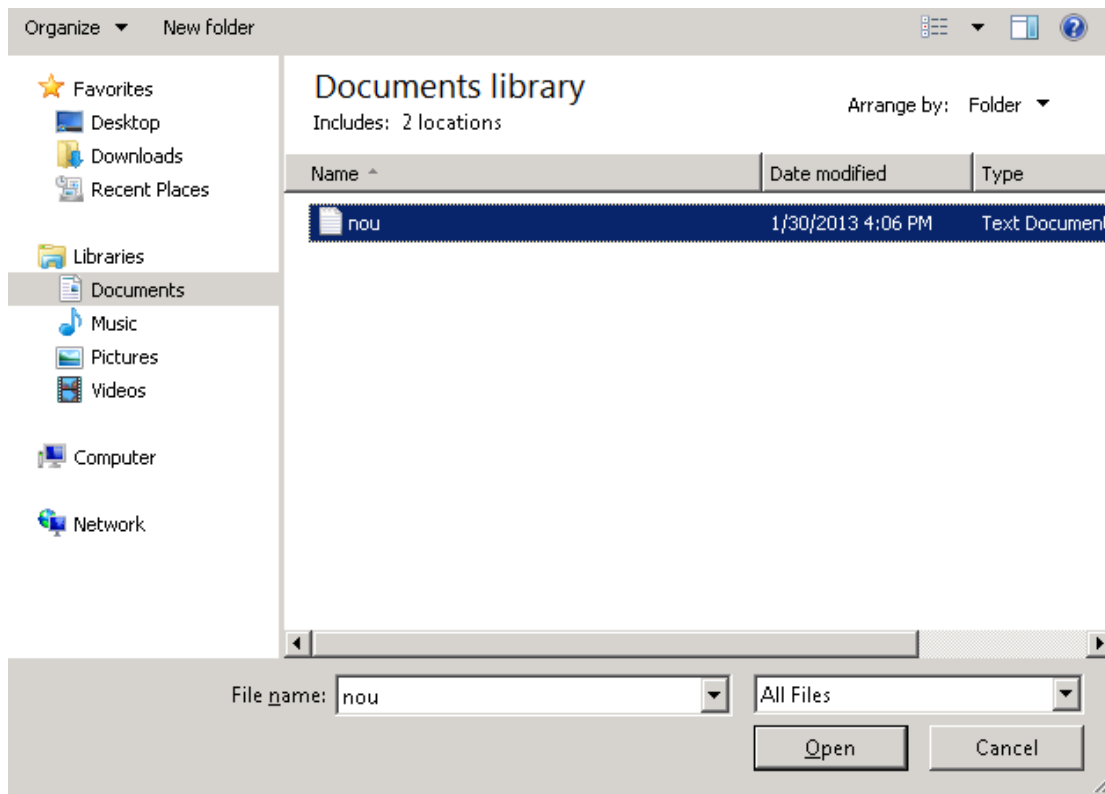 Organize New folder
Favorites
Desktop
Downloads
Recent Places
Libraries
Documents
Music
Pictures
Videos
Computer
Network
Documents library
Includes: 2 locations
Arrange by: Folder
Name Date modified Type
nou 1/30/2013 4:06 PM Text Documen
File name: nou All Files
Open Cancel